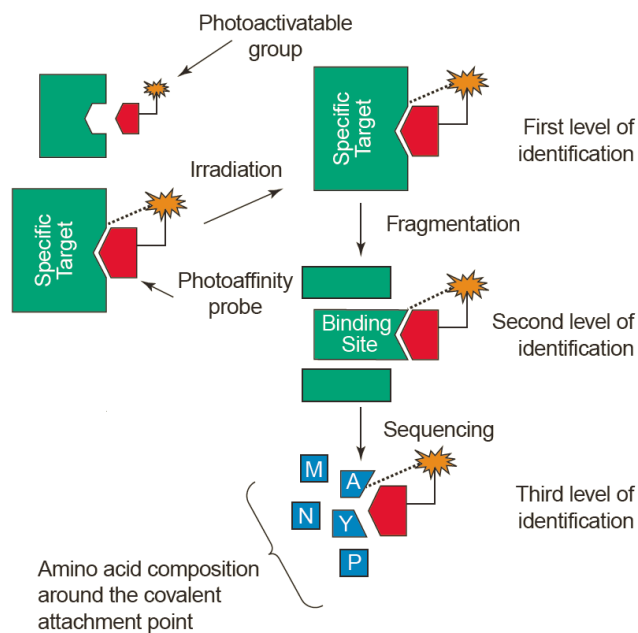 Photoactivatable
group
Specific
Target
First level of
identification
Irradiation
Specific
Target
Fragmentation
Photoaffinity
probe
Binding
Site
Second level of
identification
Sequencing
M
A
N
Y
P
Third level of
identification
Amino acid composition
around the covalent
attachment point